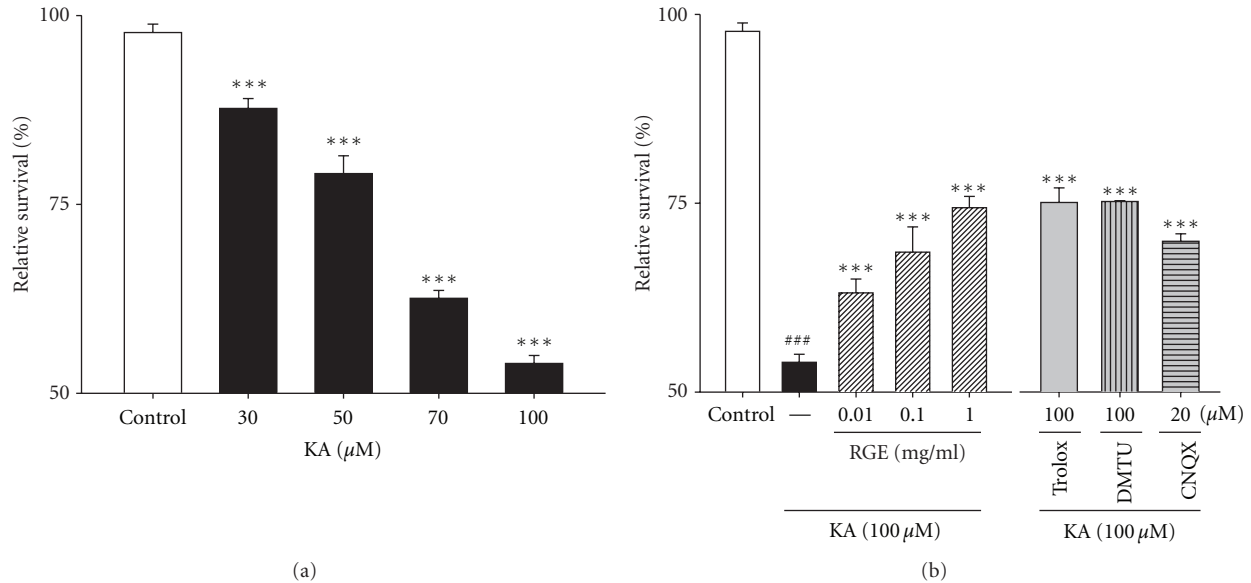 100
75
50
Relative survival (%)
***
***
***
***
Control 30 50 70 100
KA (µM)
(a)
100
75
50
Relative survival (%)
###
***
***
***
***
***
***
Control — 0.01 0.1 1 100 100 20 (µM)
RGE (mg/ml)
Trolox
DMTU
CNQX
KA (100 µM)
KA (100 µM)
(b)